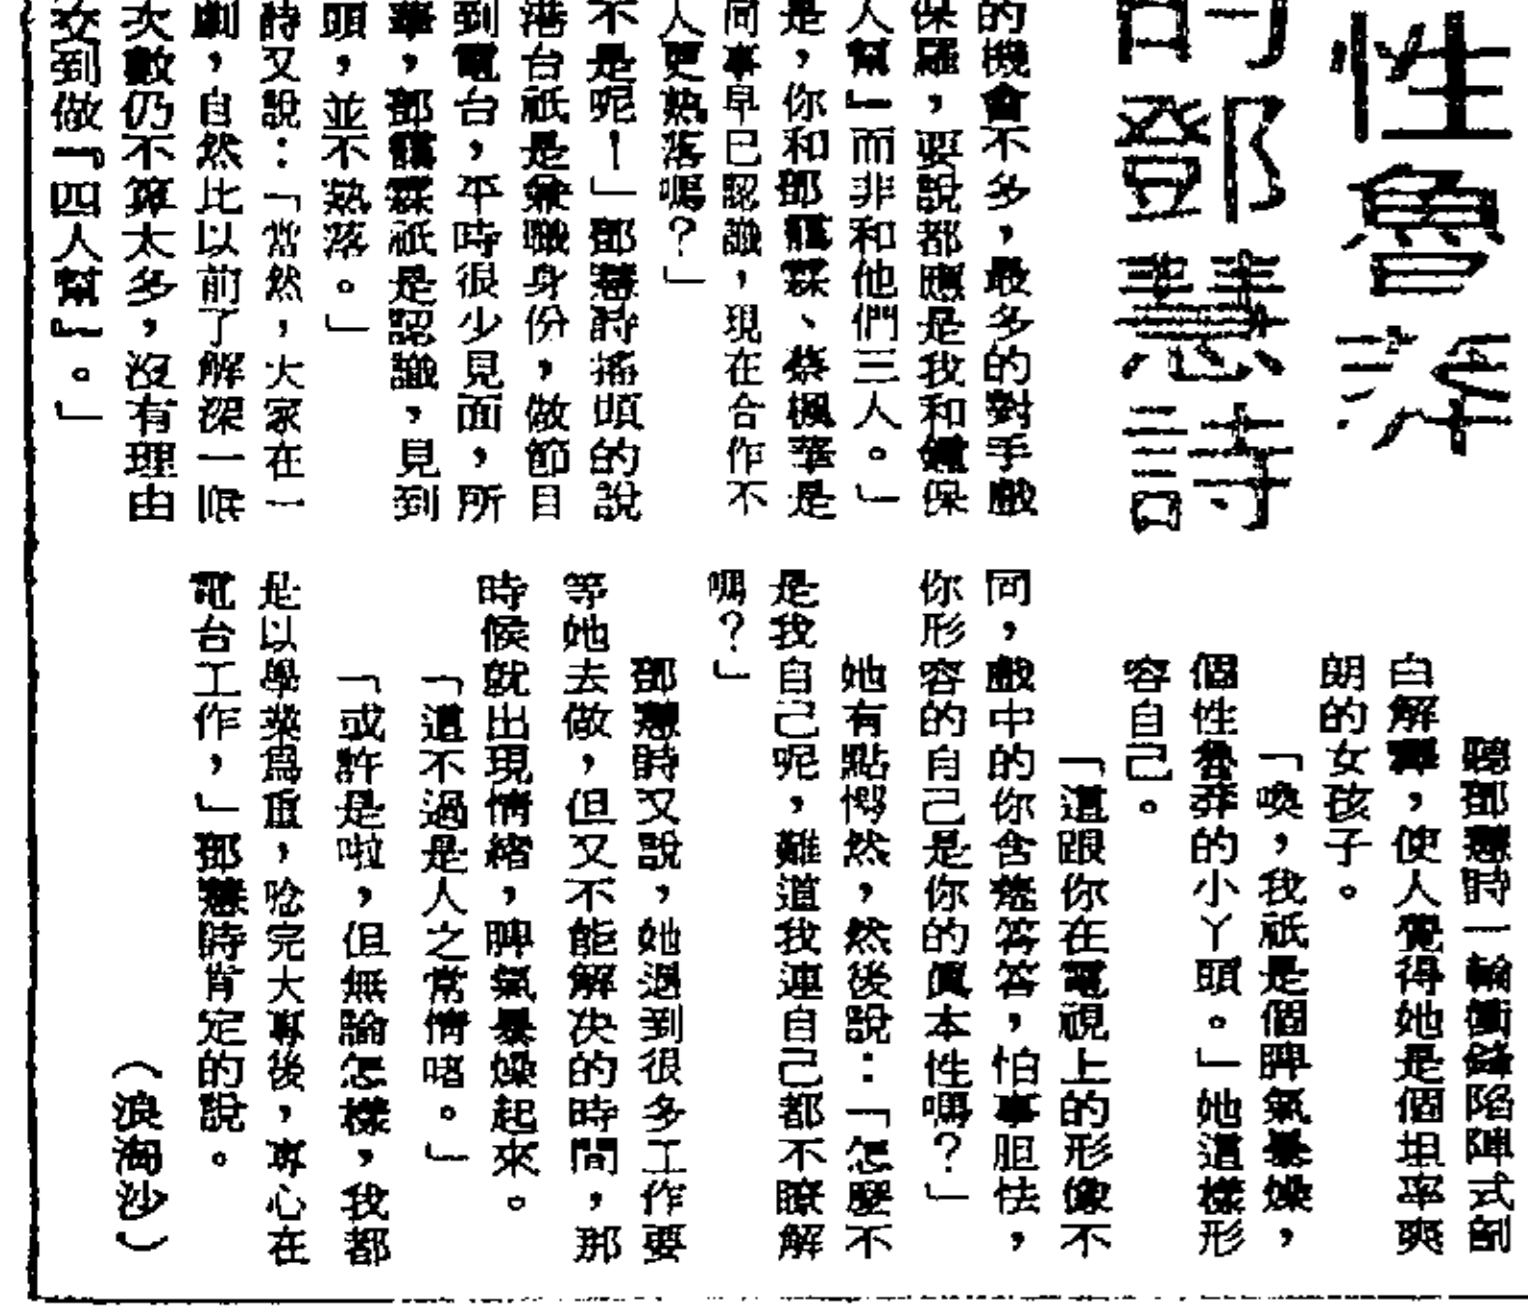 性魯莽
的鄧慧詩
的機會不多，最多的對手戲
保羅，要說都應是我和鍾保
人幫』而非和他們三人。」
是，你和鄧靄霖、蔡楓華是
同事早已認識，現在合作不
人更熟落嗎？」
不是呢！」鄧慧詩搖頭的說
港台祇是兼職身份，做節目
到電台，平時很少見面，所
華，鄧靄霖祇是認識，見到
頭，並不熟落。」
詩又說：「當然，大家在一
劇，自然比以前了解深一層
次數仍不算太多，沒有理由
女到做『四人幫』。」
聽鄧慧詩一輪衝鋒陷陣式剖
白解釋，使人覺得她是個坦率爽
朗的女孩子。
「喚，我祇是個脾氣暴燥，
個性魯莽的小丫頭。」她這樣形
容自己。
「這跟你在電視上的形像不
同，戲中的你含羞答答，怕事胆怯，
你形容的自己是你的眞本性嗎？」
她有點愕然，然後說：「怎麼不
是我自己呢，難道我連自己都不瞭解
嗎？」
鄧慧詩又說，她遇到很多工作要
等她去做，但又不能解決的時間，那
時候就出現情緒，脾氣暴燥起來。
「這不過是人之常情啫。」
「或許是啦，但無論怎樣，我都
是以學業爲重，唸完大專後，專心在
電台工作，」鄧慧詩肯定的說。
（浪淘沙）